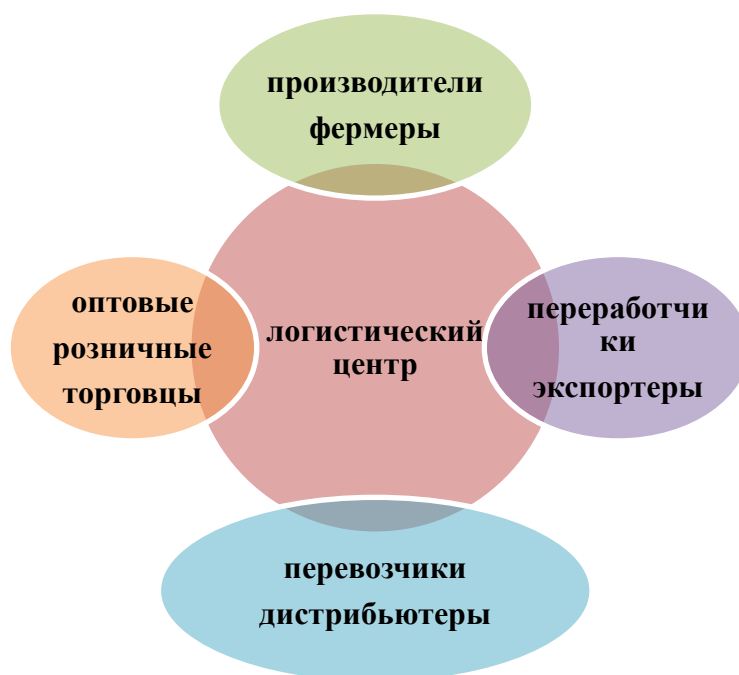 производители
фермеры
оптовые
розничные
торговцы
логистический
центр
переработчи
ки
экспортеры
перевозчики
дистрибьютеры